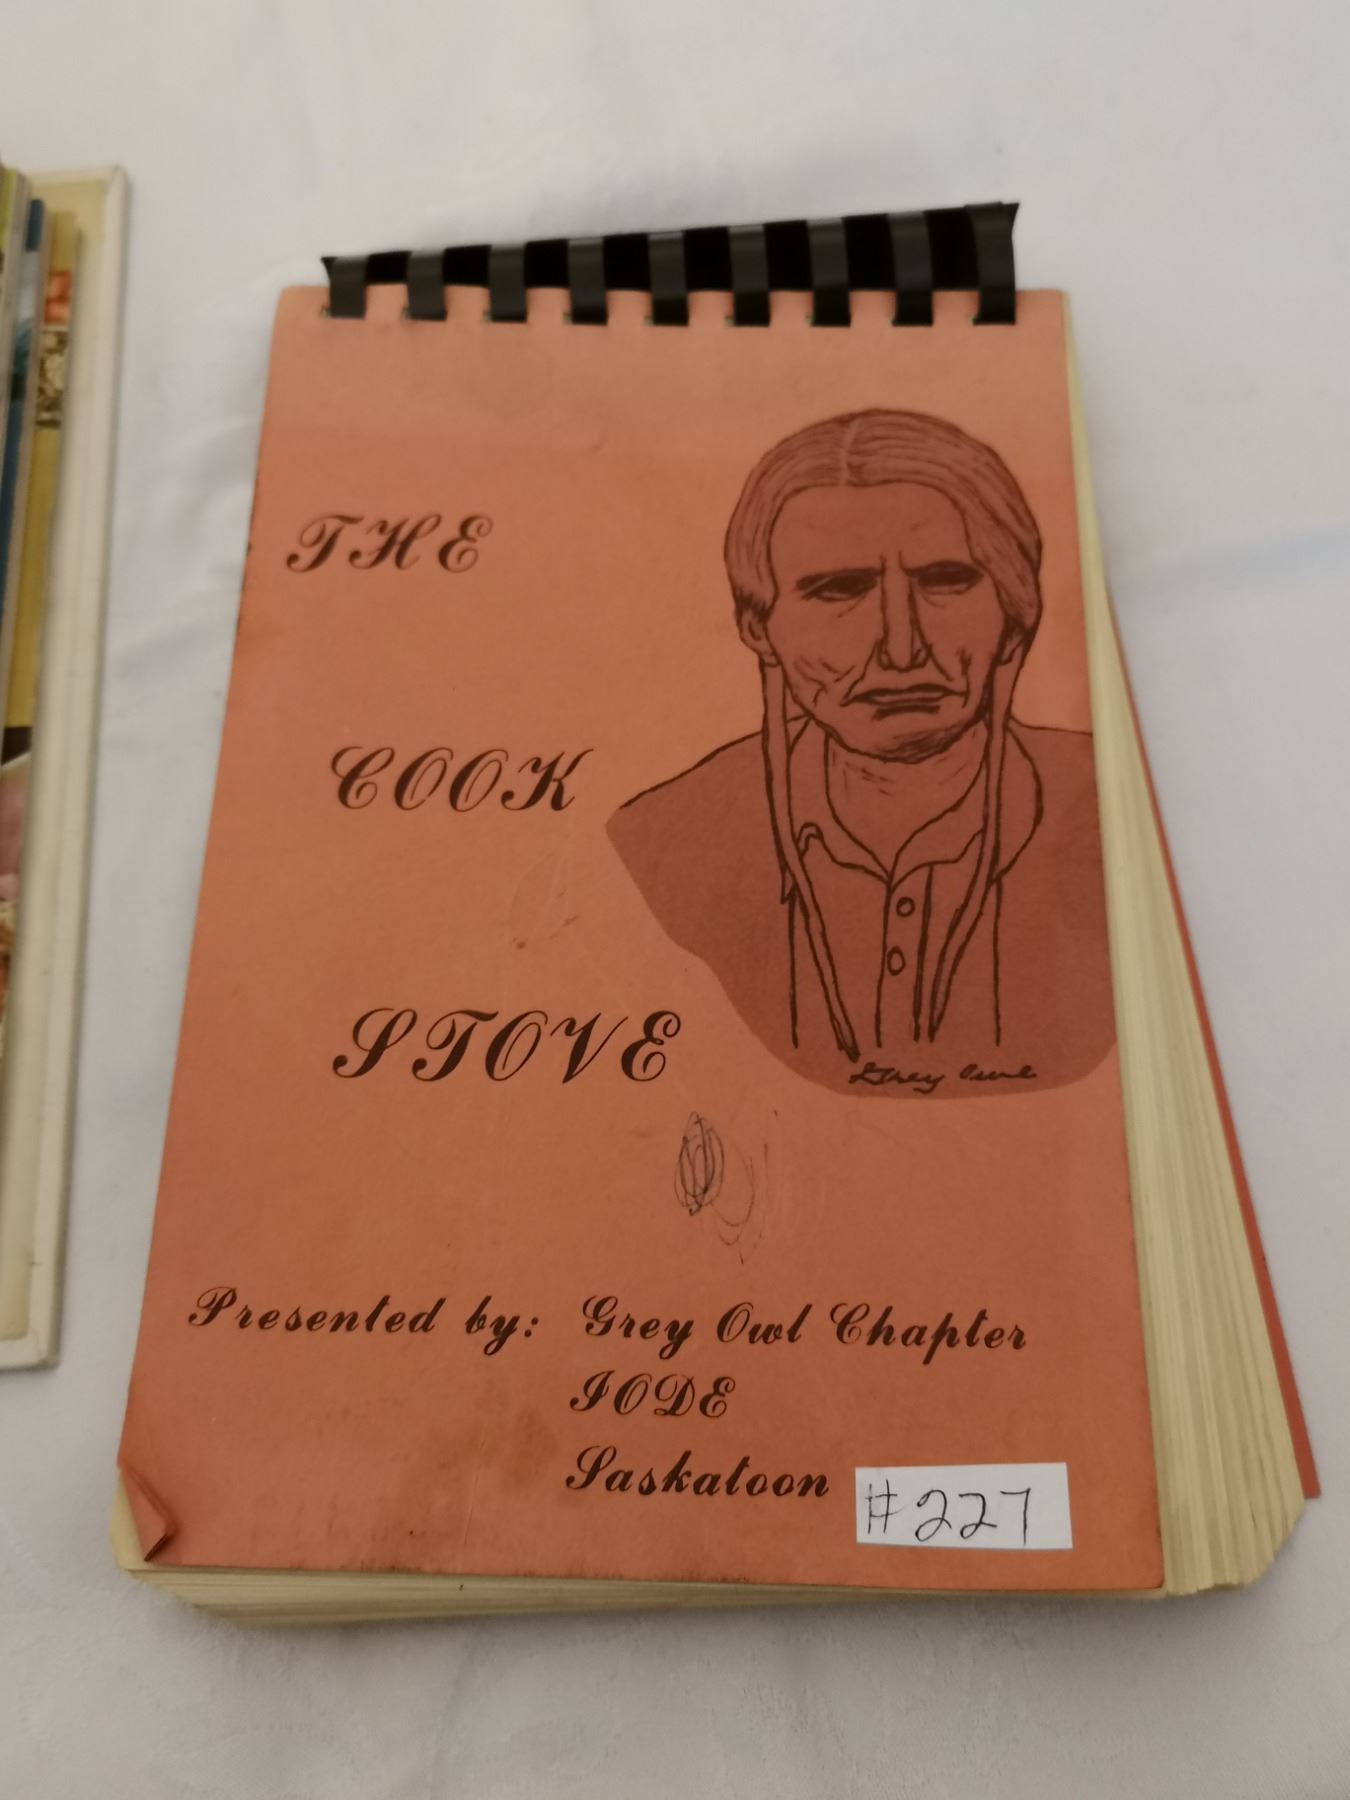 THE
COOK
STOVE
Grey Owl
Presented by: Grey Owl Chapter
IODE
Saskatoon
#227